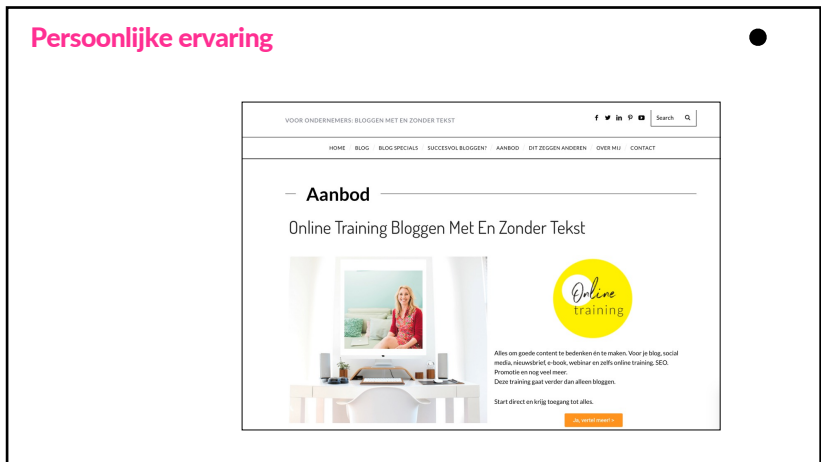 Persoonlijke ervaring
VOOR ONDERNEMERS: BLOGGEN MET EN ZONDER TEKST
Search
HOME BLOG BLOG SPECIALS SUCCESVOL BLOGGEN? AANBOD DIT ZEGGEN ANDEREN OVER MIJ CONTACT
Aanbod
Online Training Bloggen Met En Zonder Tekst
Online
training
Alles om goede content te bedenken én te maken. Voor je blog, social
media, nieuwsbrief, e-book, webinar en zelfs online training. SEO.
Promotie en nog veel meer.
Deze training gaat verder dan alleen bloggen.
Start direct en krijg toegang tot alles.
Ja, vertel meer! >